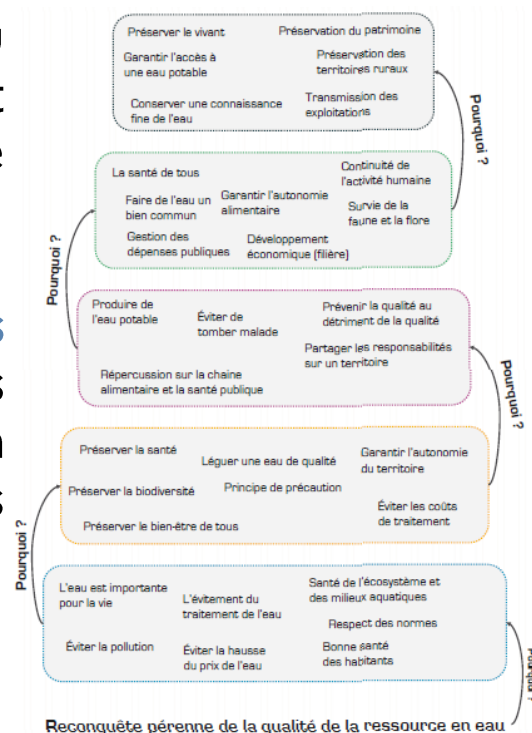 Préserver le vivant
Préservation du patrimoine
Garantir l'accès à
une eau potable
Préservation des
territoires ruraux
Conserver une connaissance
fine de l'eau
Transmission des
exploitations
Pourquoi ?
La santé de tous
Continuité de
l'activité humaine
Faire de l'eau un
bien commun
Garantir l'autonomie
alimentaire
Survie de la
faune et la flore
Gestion des
dépenses publiques
Développement
économique (filière)
Pourquoi ?
Produire de
l'eau potable
Éviter de
tomber malade
Prévenir la qualité au
détriment de la qualité
Partager les responsabilités
sur un territoire
Répercussion sur la chaine
alimentaire et la santé publique
Pourquoi ?
Préserver la santé
Léguer une eau de qualité
Garantir l'autonomie
du territoire
Préserver la biodiversité
Principe de précaution
Éviter les coûts
de traitement
Préserver le bien-être de tous
Pourquoi ?
L'eau est importante
pour la vie
L'évitement du
traitement de l'eau
Santé de l'écosystème et
des milieux aquatiques
Respect des normes
Éviter la pollution
Éviter la hausse
du prix de l'eau
Bonne santé
des habitants
Pourquoi ?
Reconquête pérenne de la qualité de la ressource en eau